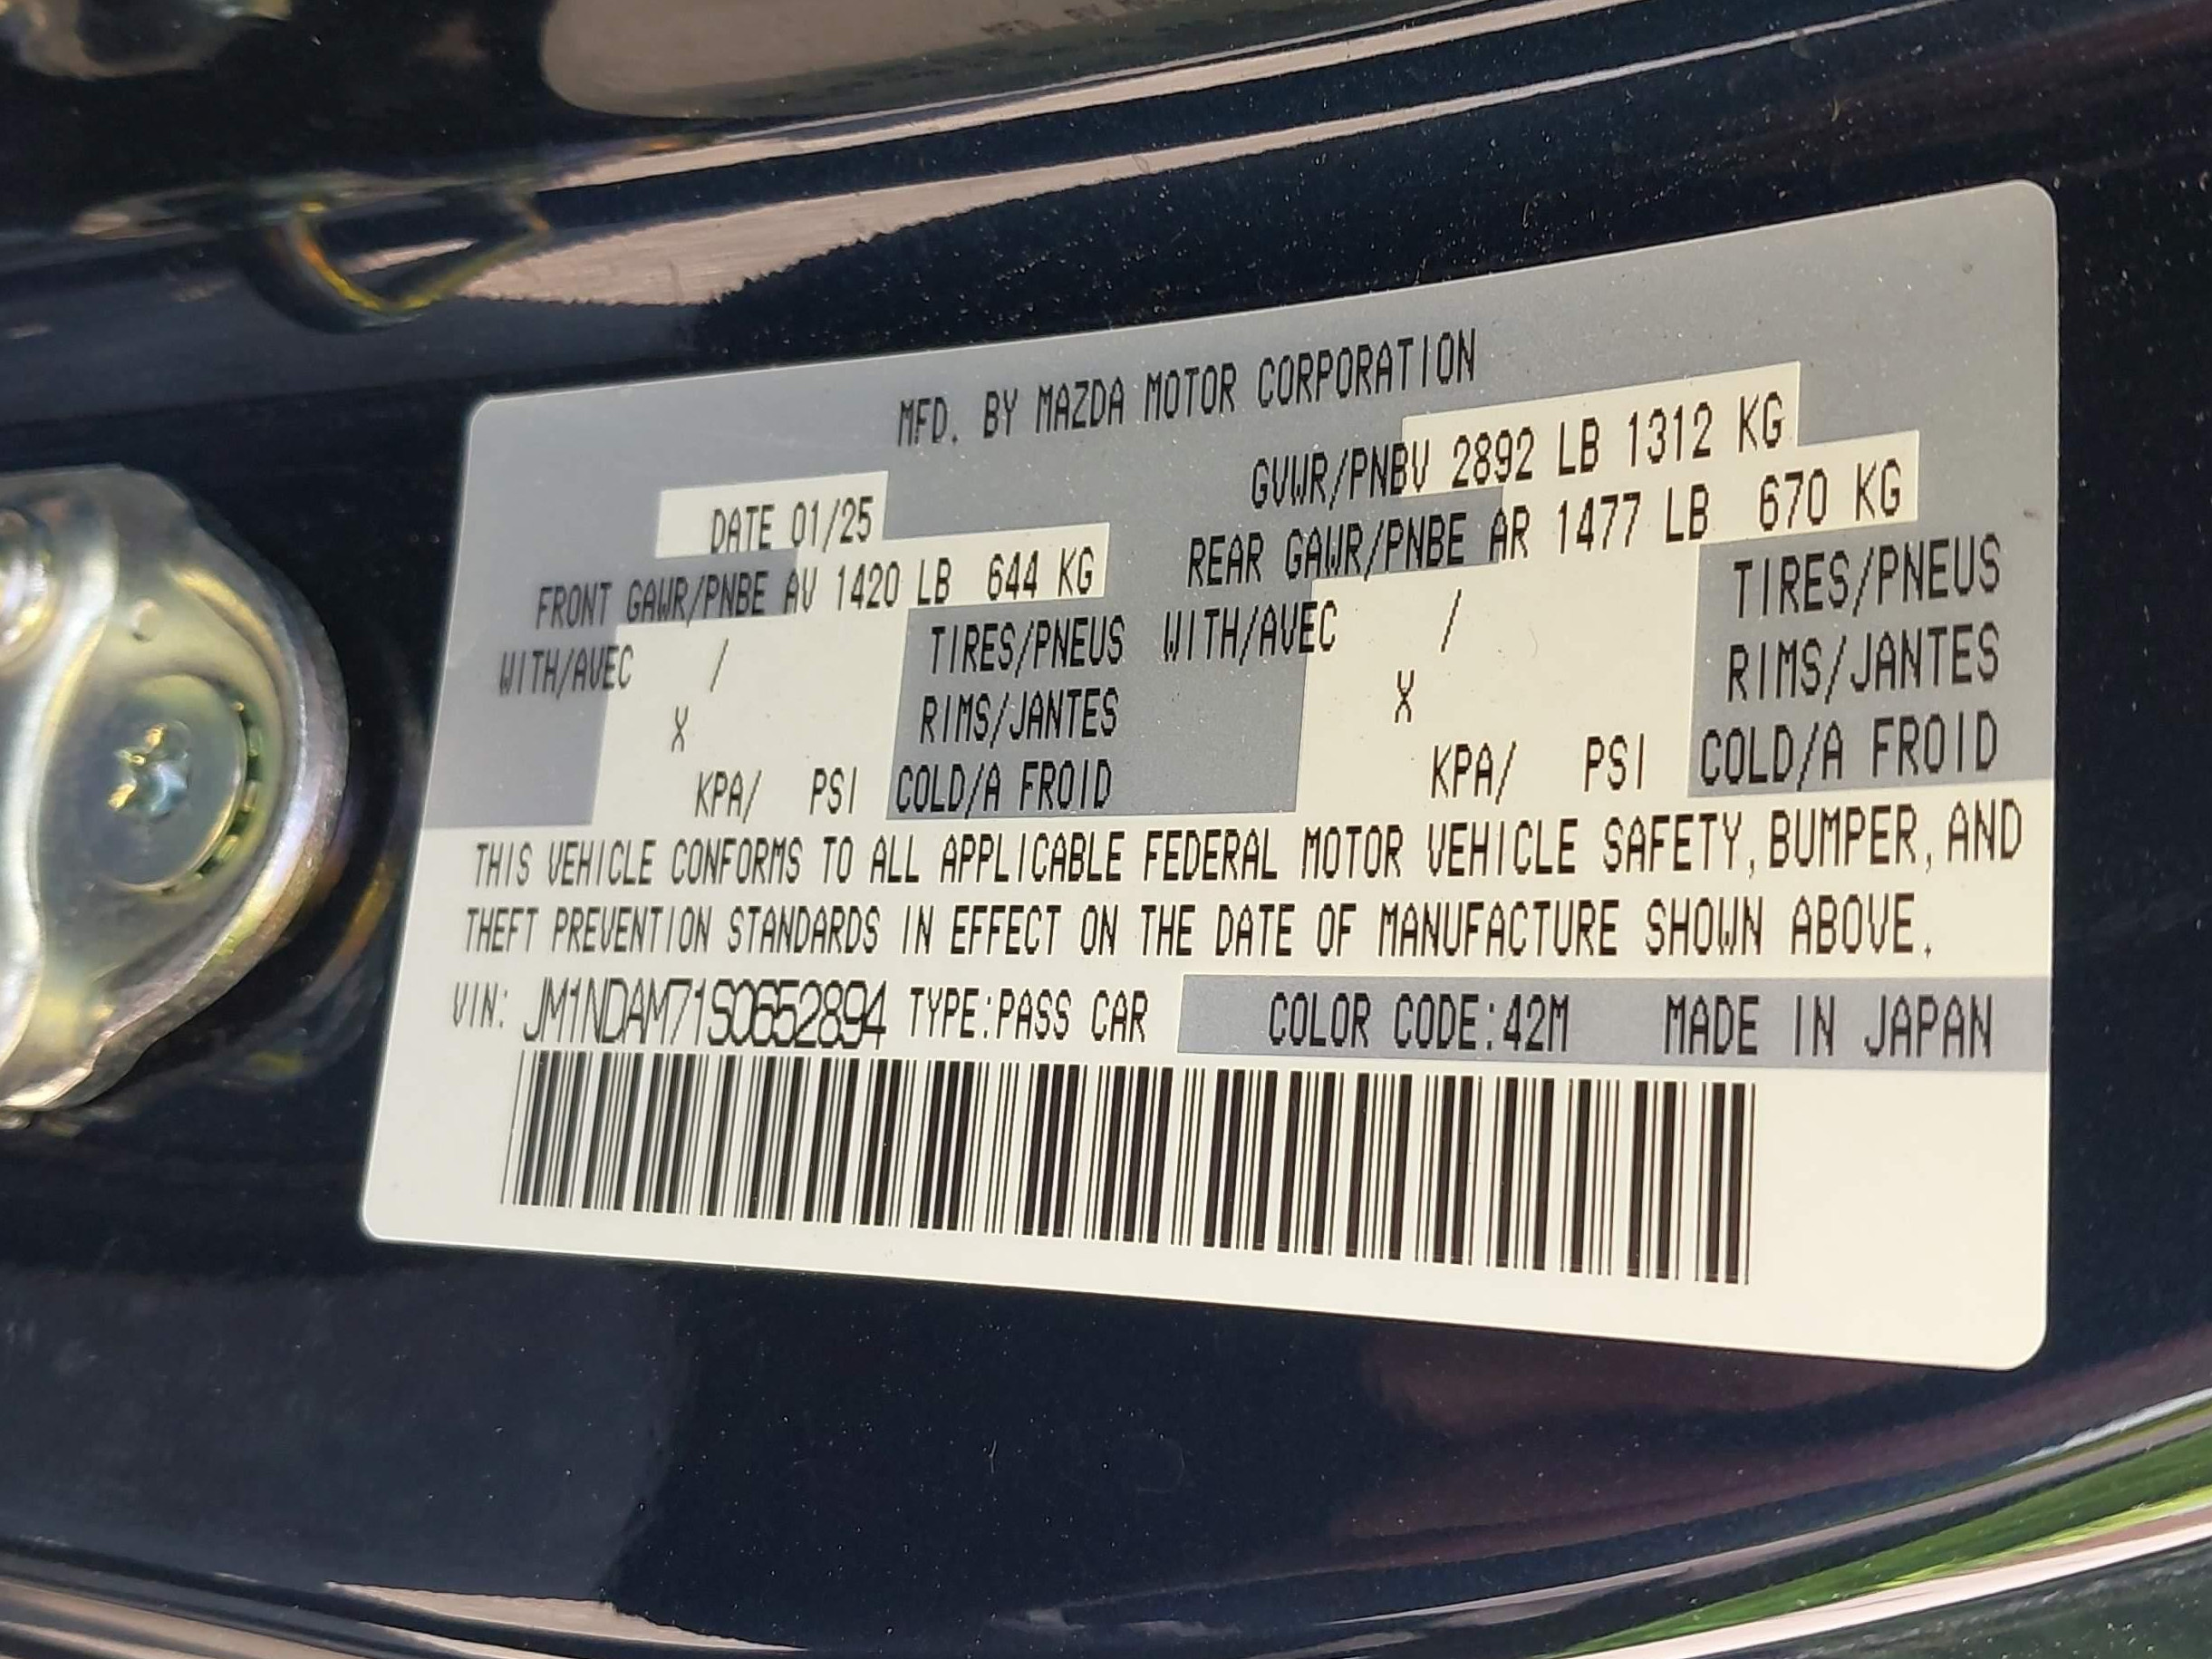 MFD. BY MAZDA MOTOR CORPORATION
DATE 01/25
GVWR/PNBV 2892 LB 1312 KG
FRONT GAWR/PNBE AV 1420 LB 644 KG
REAR GAWR/PNBE AR 1477 LB 670 KG
WITH/AVEC / TIRES/PNEUS
X RIMS/JANTES
KPA/ PSI COLD/A FROID
WITH/AVEC / TIRES/PNEUS
X RIMS/JANTES
KPA/ PSI COLD/A FROID
THIS VEHICLE CONFORMS TO ALL APPLICABLE FEDERAL MOTOR VEHICLE SAFETY, BUMPER, AND
THEFT PREVENTION STANDARDS IN EFFECT ON THE DATE OF MANUFACTURE SHOWN ABOVE.
VIN: JM1NDAM71S0652894 TYPE:PASS CAR COLOR CODE:42M MADE IN JAPAN